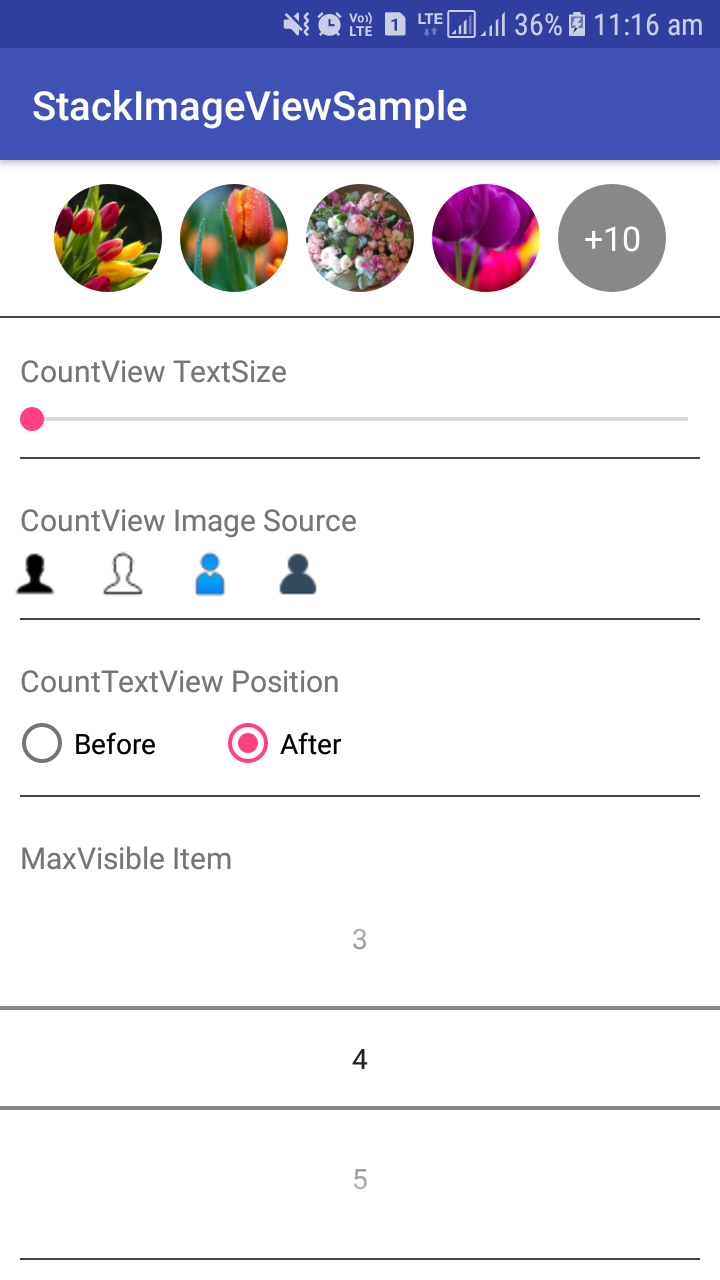 Vo)) LTE 1 LTE 36% 11:16 am
StackImageViewSample
+10
CountView TextSize
CountView Image Source
CountTextView Position
Before After
MaxVisible Item
3
4
5